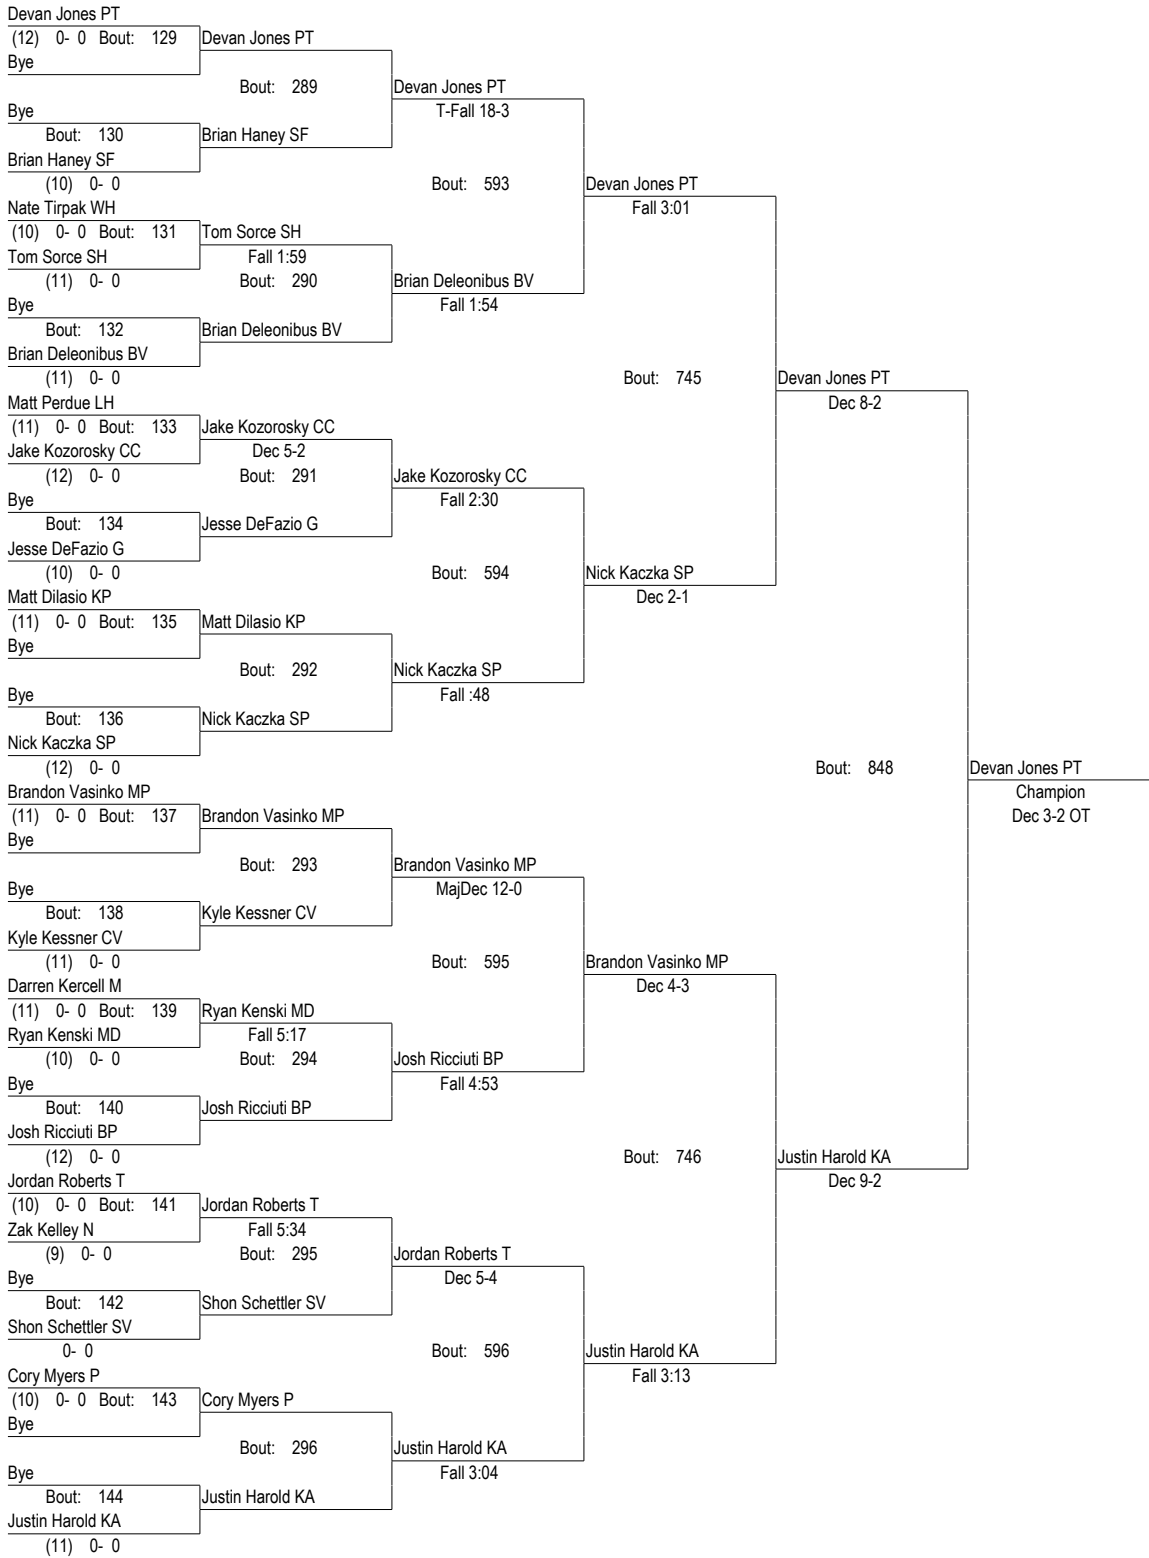 Devan Jones PT
(12) 0- 0 Bout: 129 Devan Jones PT
Bye
Bout: 289 Devan Jones PT
Bye T-Fall 18-3
Bout: 130 Brian Haney SF
Brian Haney SF
(10) 0- 0 Bout: 593 Devan Jones PT
Nate Tirpak WH Fall 3:01
(10) 0- 0 Bout: 131 Tom Sorce SH
Tom Sorce SH Fall 1:59
(11) 0- 0 Bout: 290 Brian Deleonibus BV
Bye Fall 1:54
Bout: 132 Brian Deleonibus BV
Brian Deleonibus BV
(11) 0- 0 Bout: 745 Devan Jones PT
Matt Perdue LH Dec 8-2
(11) 0- 0 Bout: 133 Jake Kozorosky CC
Jake Kozorosky CC Dec 5-2
(12) 0- 0 Bout: 291 Jake Kozorosky CC
Bye Fall 2:30
Bout: 134 Jesse DeFazio G
Jesse DeFazio G
(10) 0- 0 Bout: 594 Nick Kaczka SP
Matt Dilasio KP Dec 2-1
(11) 0- 0 Bout: 135 Matt Dilasio KP
Bye
Bout: 292 Nick Kaczka SP
Bye Fall :48
Bout: 136 Nick Kaczka SP
Nick Kaczka SP
(12) 0- 0 Bout: 848 Devan Jones PT
Brandon Vasinko MP Champion
(11) 0- 0 Bout: 137 Brandon Vasinko MP Dec 3-2 OT
Bye
Bout: 293 Brandon Vasinko MP
Bye MajDec 12-0
Bout: 138 Kyle Kessner CV
Kyle Kessner CV
(11) 0- 0 Bout: 595 Brandon Vasinko MP
Darren Kercell M Dec 4-3
(11) 0- 0 Bout: 139 Ryan Kenski MD
Ryan Kenski MD Fall 5:17
(10) 0- 0 Bout: 294 Josh Ricciuti BP
Bye Fall 4:53
Bout: 140 Josh Ricciuti BP
Josh Ricciuti BP
(12) 0- 0 Bout: 746 Justin Harold KA
Jordan Roberts T Dec 9-2
(10) 0- 0 Bout: 141 Jordan Roberts T
Zak Kelley N Fall 5:34
(9) 0- 0 Bout: 295 Jordan Roberts T
Bye Dec 5-4
Bout: 142 Shon Schettler SV
Shon Schettler SV
0- 0 Bout: 596 Justin Harold KA
Cory Myers P Fall 3:13
(10) 0- 0 Bout: 143 Cory Myers P
Bye
Bout: 296 Justin Harold KA
Bye Fall 3:04
Bout: 144 Justin Harold KA
Justin Harold KA
(11) 0- 0